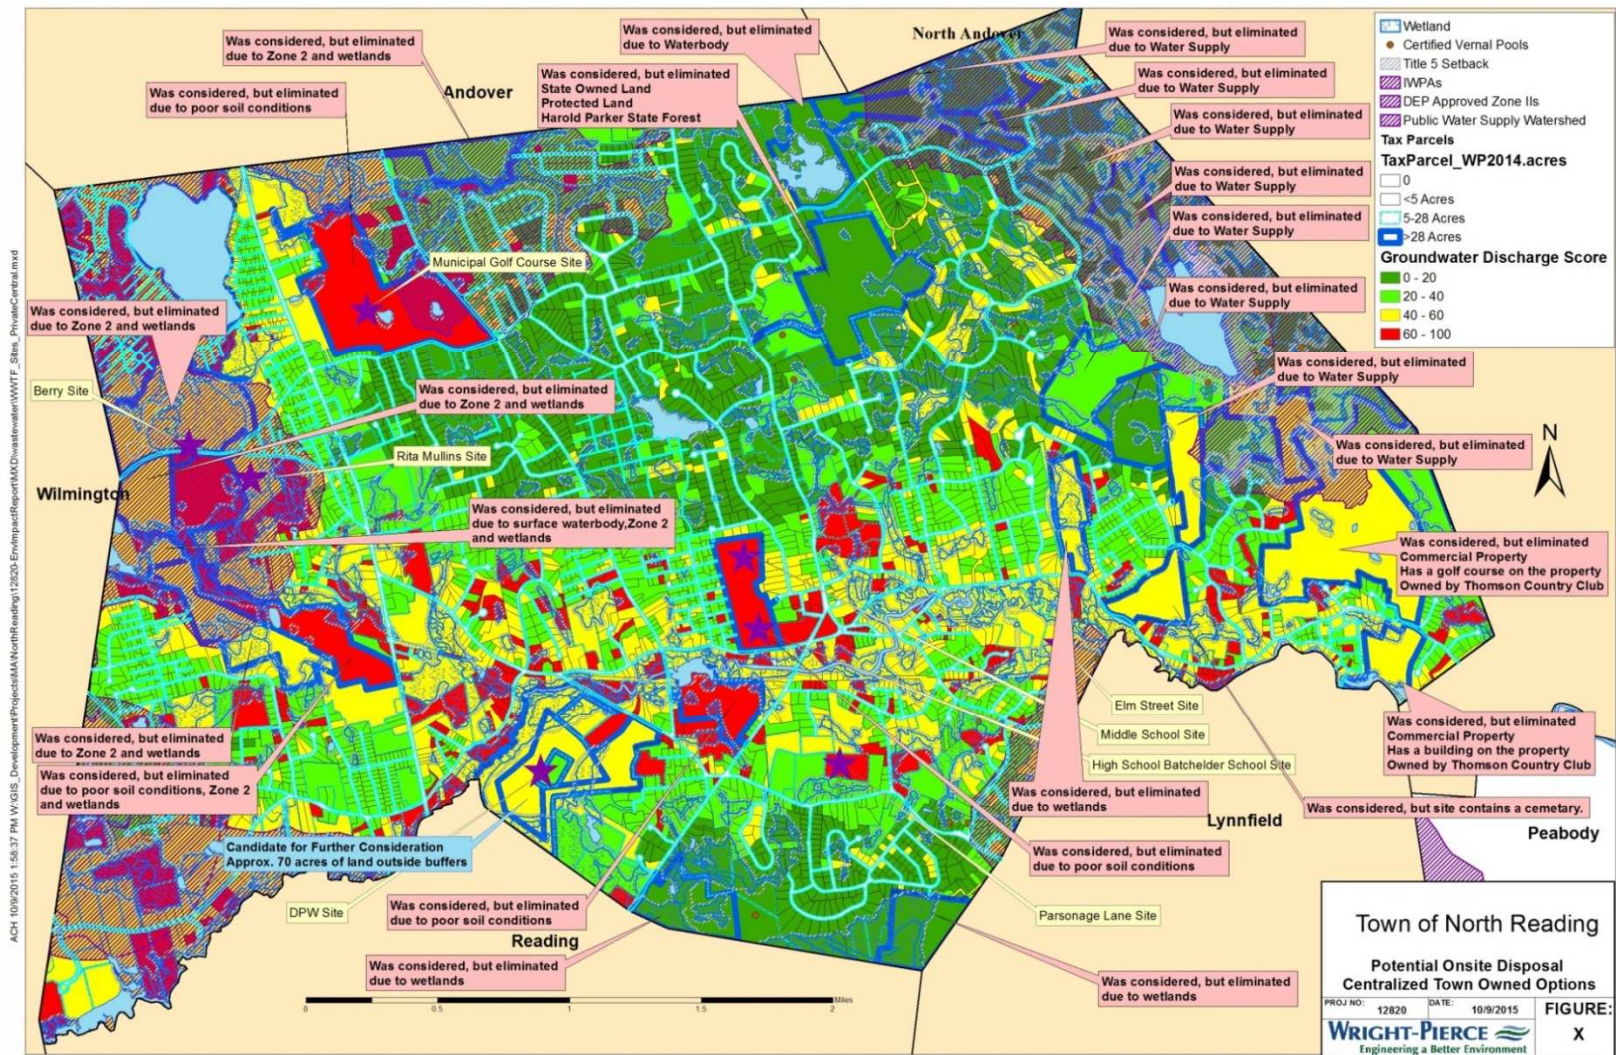 North Andover
Was considered, but eliminated
due to Waterbody
Was considered, but eliminated
due to Zone 2 and wetlands
Was considered, but eliminated
due to Water Supply
Andover
Was considered, but eliminated
State Owned Land
Protected Land
Harold Parker State Forest
Was considered, but eliminated
due to Water Supply
Was considered, but eliminated
due to poor soil conditions
Was considered, but eliminated
due to Water Supply
Was considered, but eliminated
due to Water Supply
Was considered, but eliminated
due to Water Supply
Was considered, but eliminated
due to Water Supply
Wetland
Certified Vernal Pools
Title 5 Setback
IWPAs
DEP Approved Zone IIs
Public Water Supply Watershed
Tax Parcels
TaxParcel_WP2014.acres
0
<5 Acres
5-28 Acres
>28 Acres
Groundwater Discharge Score
0 - 20
20 - 40
40 - 60
60 - 100
Municipal Golf Course Site
Was considered, but eliminated
due to Zone 2 and wetlands
Berry Site
Was considered, but eliminated
due to Zone 2 and wetlands
Was considered, but eliminated
due to Water Supply
Was considered, but eliminated
due to Water Supply
N
Rita Mullins Site
Wilmington
Was considered, but eliminated
due to surface waterbody,Zone 2
and wetlands
Was considered, but eliminated
Commercial Property
Has a golf course on the property
Owned by Thomson Country Club
Elm Street Site
Middle School Site
High School Batchelder School Site
Was considered, but eliminated
Commercial Property
Has a building on the property
Owned by Thomson Country Club
Was considered, but eliminated
due to Zone 2 and wetlands
Was considered, but eliminated
due to poor soil conditions, Zone 2
and wetlands
Was considered, but eliminated
due to wetlands
Was considered, but site contains a cemetary.
Lynnfield
Peabody
Candidate for Further Consideration
Approx. 70 acres of land outside buffers
Was considered, but eliminated
due to poor soil conditions
DPW Site
Was considered, but eliminated
due to poor soil conditions
Parsonage Lane Site
Reading
Was considered, but eliminated
due to wetlands
Was considered, but eliminated
due to wetlands
0 0.5 1 1.5 2 Miles
Town of North Reading
Potential Onsite Disposal
Centralized Town Owned Options
PROJ NO: 12820 DATE: 10/9/2015
FIGURE:
X
WRIGHT-PIERCE
Engineering a Better Environment
ACH 10/9/2015 1:58:37 PM W:\GIS_Development\Projects\MA\NorthReading\12820-EnvImpactReport\MXD\wastewater\WWTF_Sites_PrivateCentral.mxd